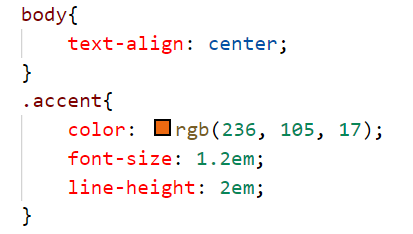 body{
    text-align: center;
}
.accent{
    color: rgb(236, 105, 17);
    font-size: 1.2em;
    line-height: 2em;
}